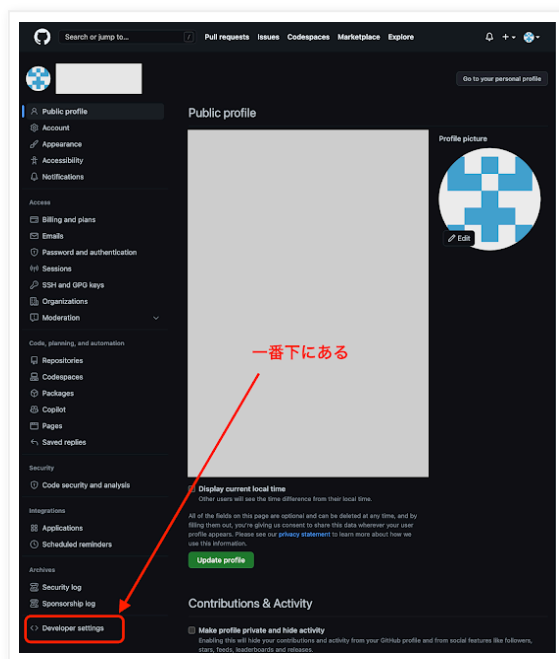 Search or jump to...
/
Pull requests Issues Codespaces Marketplace Explore
Go to your personal profile
Public profile
Account
Appearance
Accessibility
Notifications
Access
Billing and plans
Emails
Password and authentication
Sessions
SSH and GPG keys
Organizations
Moderation
Code, planning, and automation
Repositories
Codespaces
Packages
Copilot
Pages
Saved replies
Security
Code security and analysis
Integrations
Applications
Scheduled reminders
Archives
Security log
Sponsorship log
Developer settings
Public profile
Profile picture
Edit
一番下にある
Display current local time
Other users will see the time difference from their local time.
All of the fields on this page are optional and can be deleted at any time, and by
filling them out, you're giving us consent to share this data wherever your user
profile appears. Please see our privacy statement to learn more about how we
use this information.
Update profile
Contributions & Activity
Make profile private and hide activity
Enabling this will hide your contributions and activity from your GitHub profile and from social features like followers,
stars, feeds, leaderboards and releases.